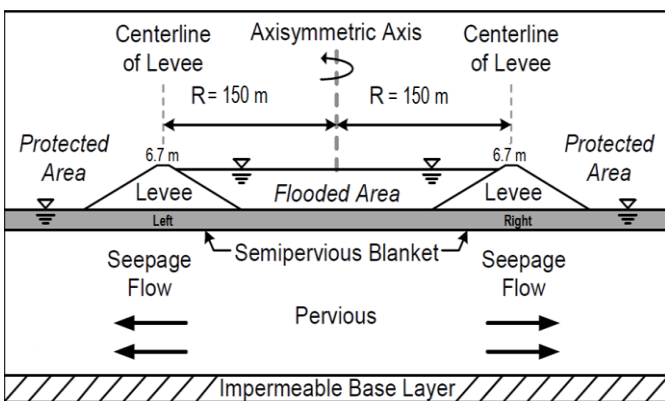 Centerline
of Levee
Axisymmetric Axis
Centerline
of Levee
R = 150 m
R = 150 m
Protected
Area
6.7 m
6.7 m
Protected
Area
Levee
Flooded Area
Levee
Left
Right
Semipervious Blanket
Seepage
Flow
Seepage
Flow
Pervious
Impermeable Base Layer